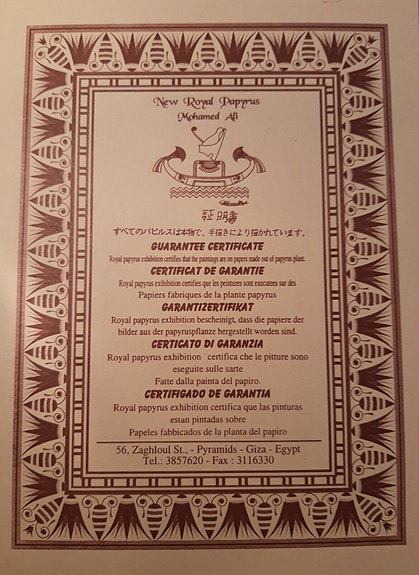 New Royal Papyrus
Mohamed Ali
証明書
すべてのパピルスは本物で、手描きにより描かれています。
GUARANTEE CERTIFICATE
Royal papyrus exhibition certifies that the paintings are on papers made out of papyrus plant.
CERTIFICAT DE GARANTIE
Royal papyrus exhibition certifies que les peintures sont executees sur des
Papiers fabriques de la plante papyrus
GARANTIZERTIFIKAT
Royal papyrus exhibition bescheinigt, dass die papiere der
bilder aus der papyruspflanze hergestellt worden sind.
CERTICATO DI GARANZIA
Royal papyrus exhibition certifica che le pitture sono
eseguite sulle sarte
Fatte dalla painta del papiro.
CERTIFIGADO DE GARANTIA
Royal papyrus exhibition certifica que las pinturas
estan pintadas sobre
Papeles fabbicados de la planta del papiro
56, Zaghloul St., - Pyramids - Giza - Egypt
Tel.: 3857620 - Fax : 3116330